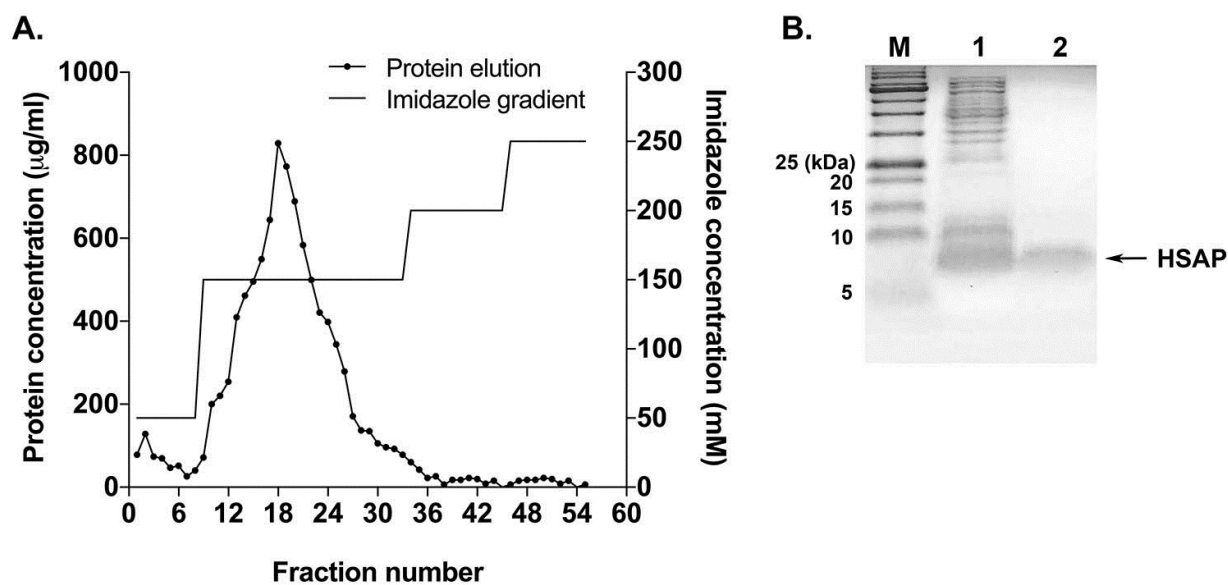 A.
Protein concentration (μg/ml)
1000
800
600
400
200
0
Protein elution
Imidazole gradient
300
250
200
150
100
50
0
Imidazole concentration (mM)
0 6 12 18 24 30 36 42 48 54 60
Fraction number
B.
M 1 2
25 (kDa)
20
15
10
5
HSAP